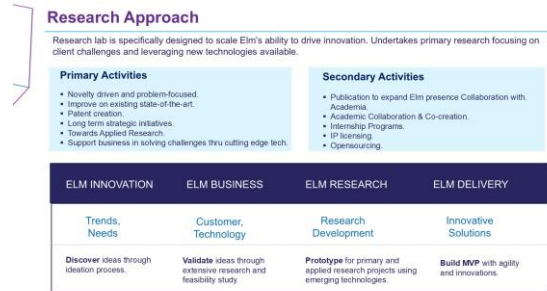 Research Approach
Research lab is specifically designed to scale Elm's ability to drive innovation. Undertakes primary research focusing on
client challenges and leveraging new technologies available.
Primary Activities
• Novelty driven and problem-focused.
• Improve on existing state-of-the-art.
• Patent creation.
• Long term strategic initiatives.
• Towards Applied Research.
• Support business in solving challenges thru cutting edge tech.
Secondary Activities
• Publication to expand Elm presence Collaboration with.
Academia.
• Academic Collaboration & Co-creation.
• Internship Programs.
• IP licensing.
• Opensourcing.
ELM INNOVATION ELM BUSINESS ELM RESEARCH ELM DELIVERY
Trends, Customer, Research Innovative
Needs Technology Development Solutions
Discover ideas through
ideation process.
Validate ideas through
extensive research and
feasibility study.
Prototype for primary and
applied research projects using
emerging technologies.
Build MVP with agility
and innovations.